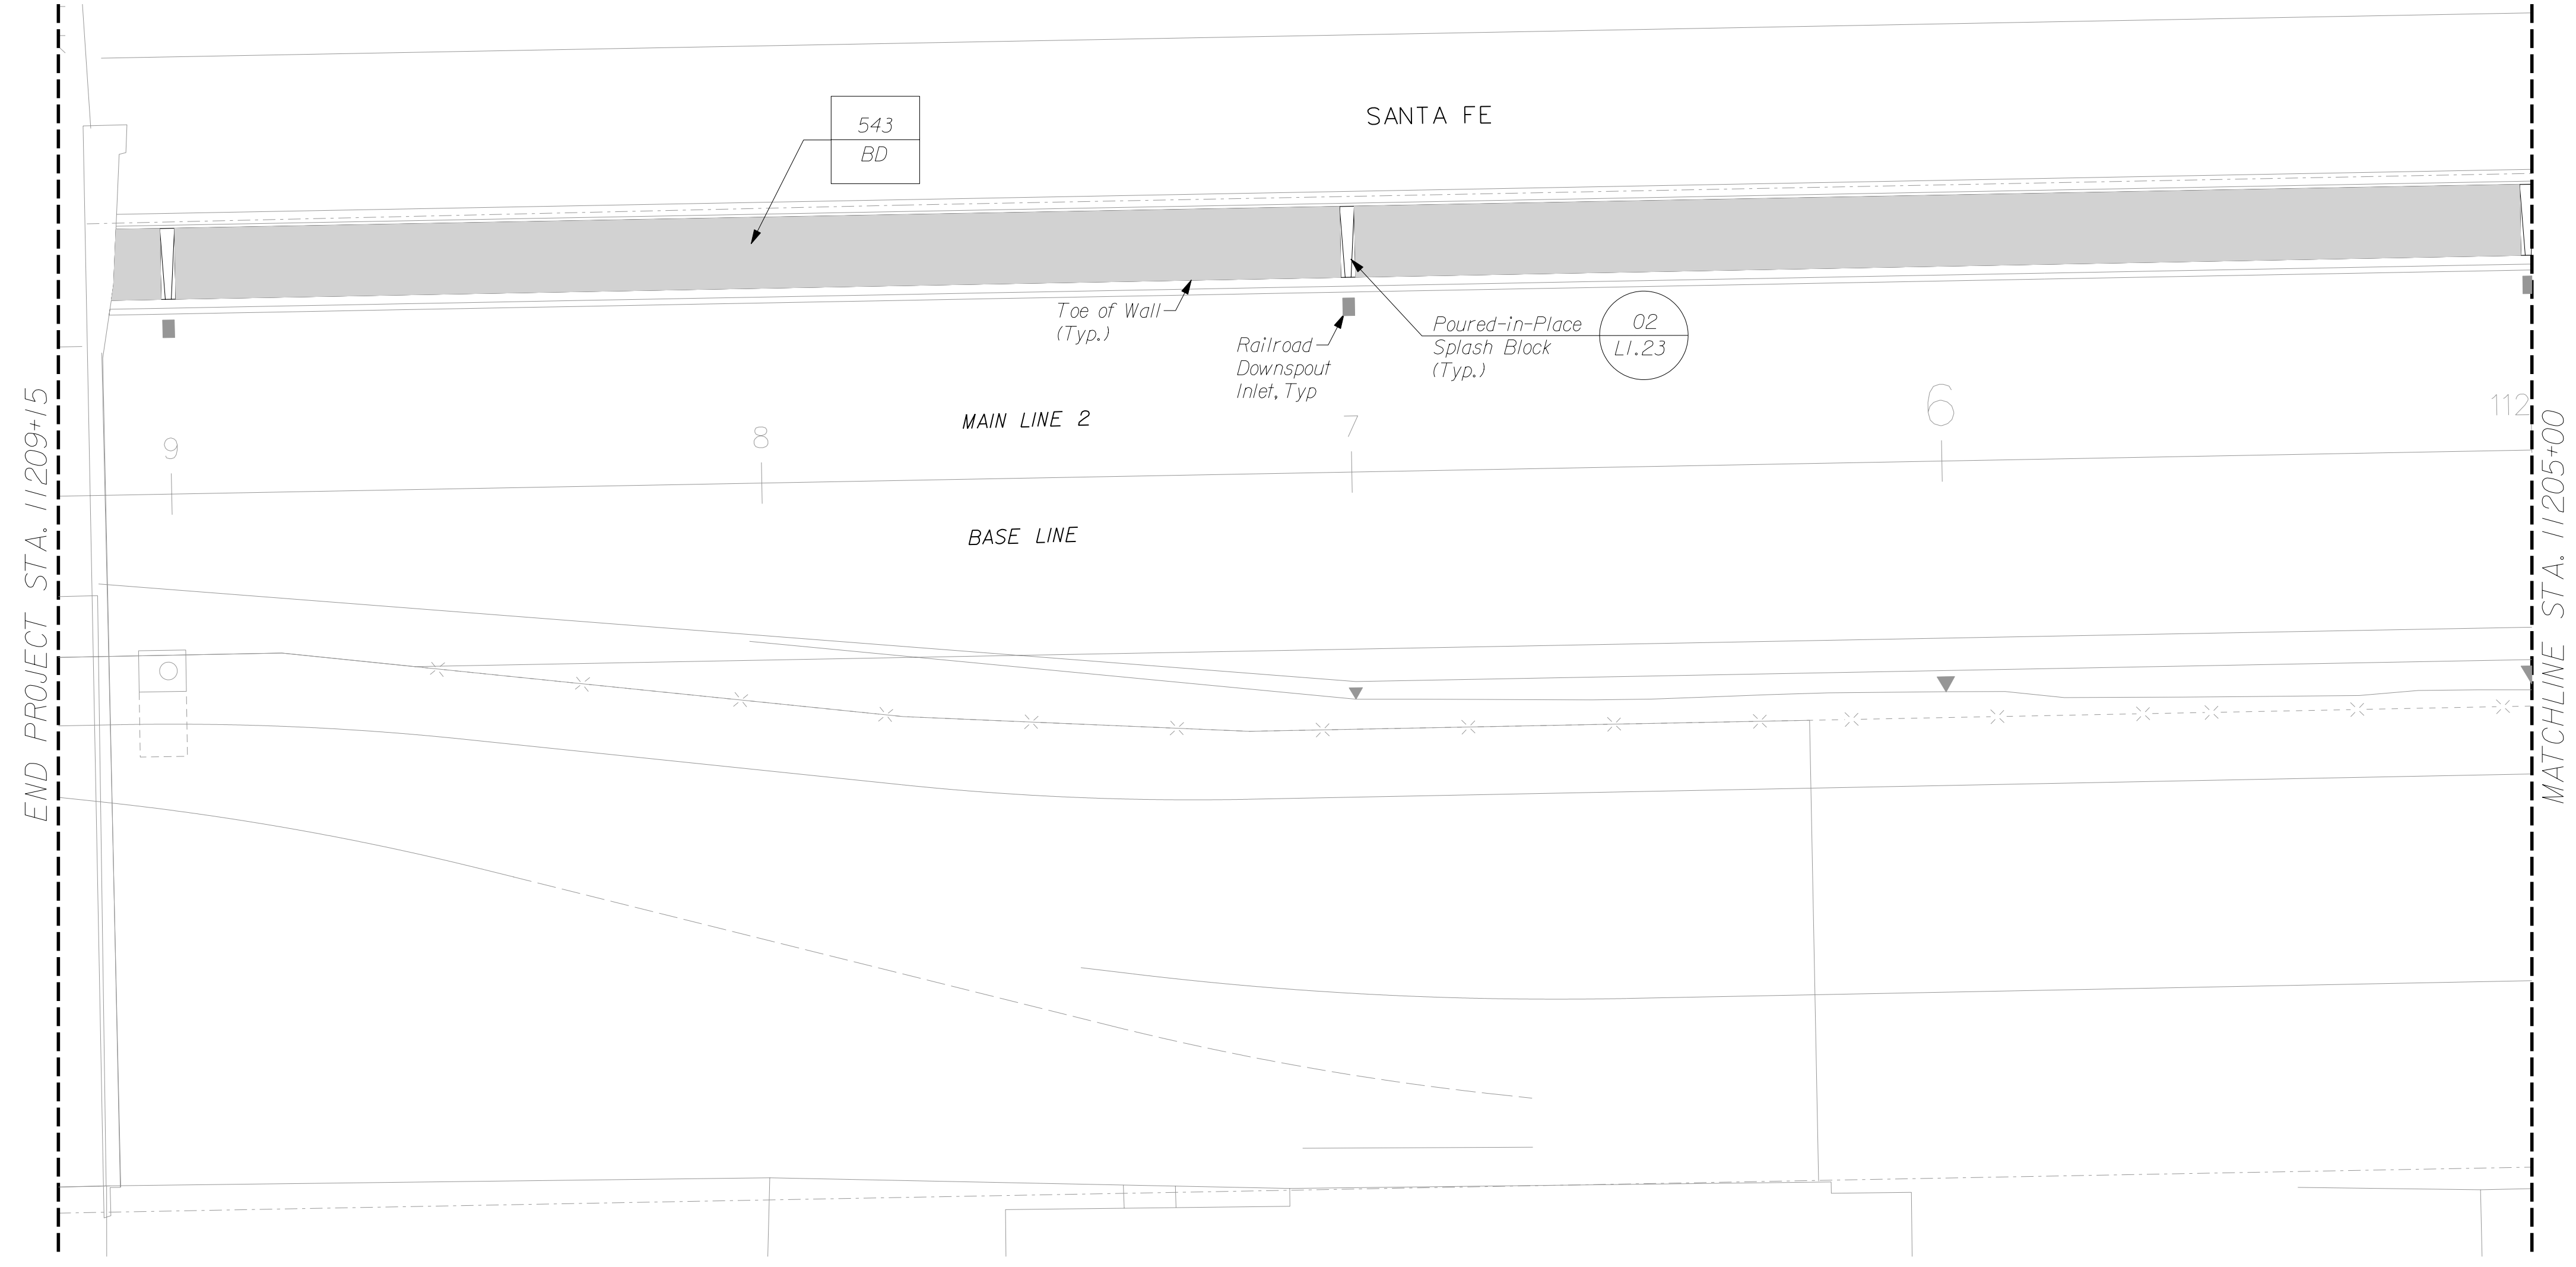 543
BD
SANTA FE
Toe of Wall
(Typ.)
Railroad
Downspout
Inlet, Typ
Poured-in-Place
Splash Block
(Typ.)
02
L1.23
MAIN LINE 2
9
8
7
6
112
BASE LINE
END PROJECT STA. 11209+15
MATCHLINE STA. 11205+00